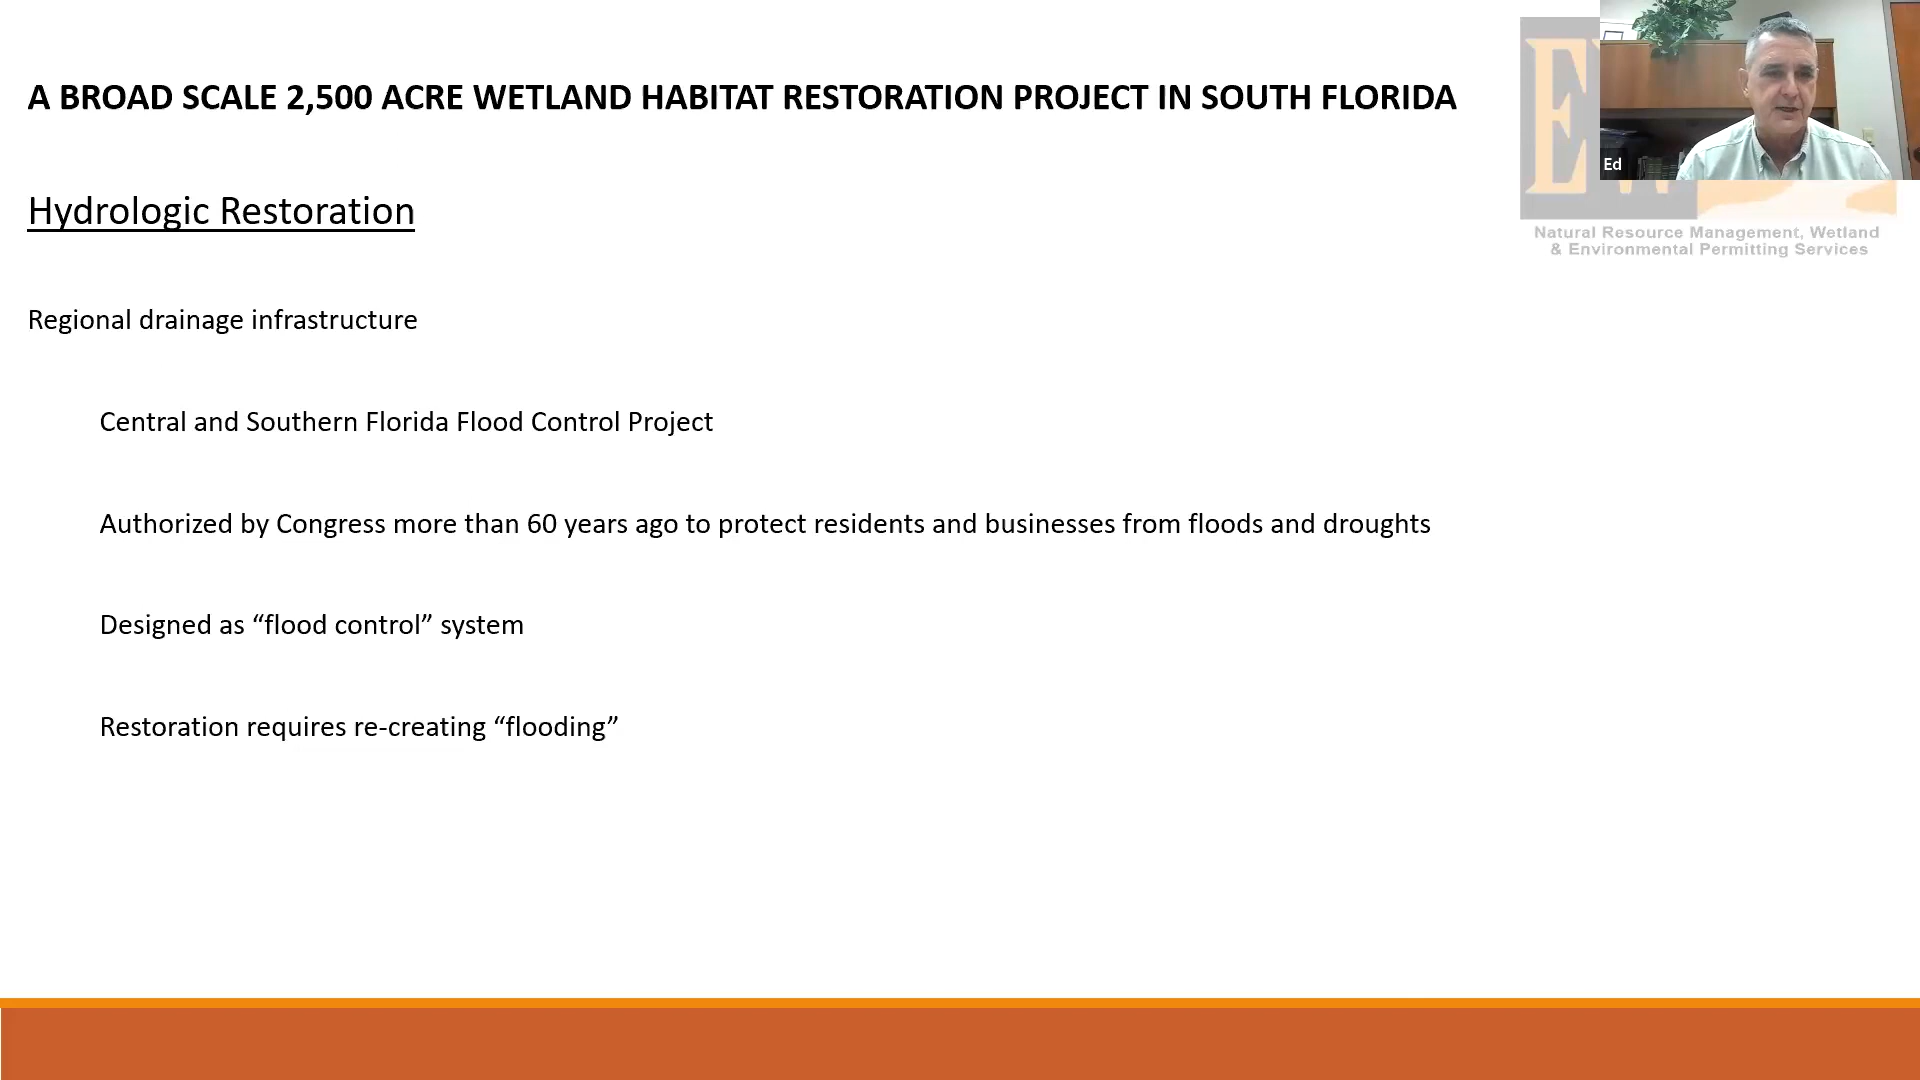 A BROAD SCALE 2,500 ACRE WETLAND HABITAT RESTORATION PROJECT IN SOUTH FLORIDA
Ed
Natural Resource Management, Wetland
& Environmental Permitting Services
Hydrologic Restoration
Regional drainage infrastructure
Central and Southern Florida Flood Control Project
Authorized by Congress more than 60 years ago to protect residents and businesses from floods and droughts
Designed as “flood control” system
Restoration requires re-creating “flooding”